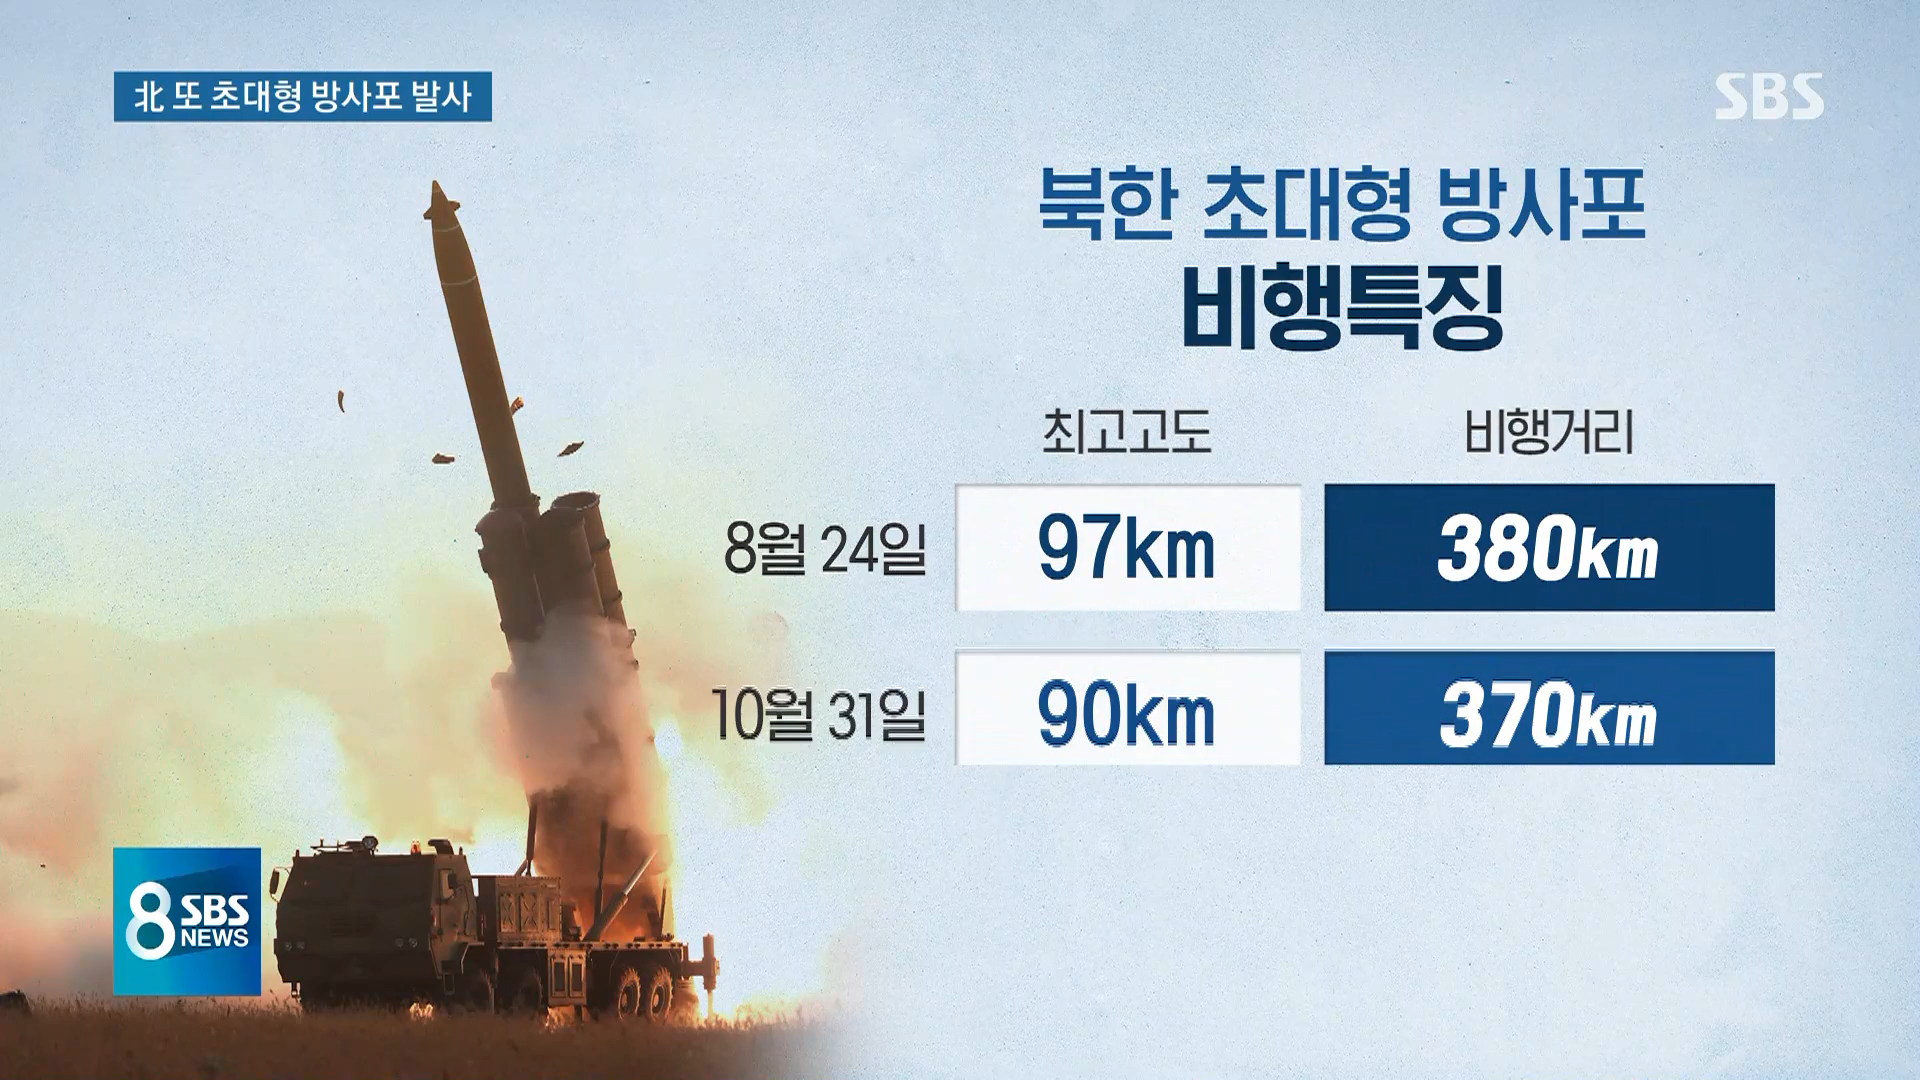 北 또 초대형 방사포 발사
SBS
북한 초대형 방사포
비행특징
최고고도 비행거리
8월 24일 97km 380km
10월 31일 90km 370km
8 SBS
NEWS